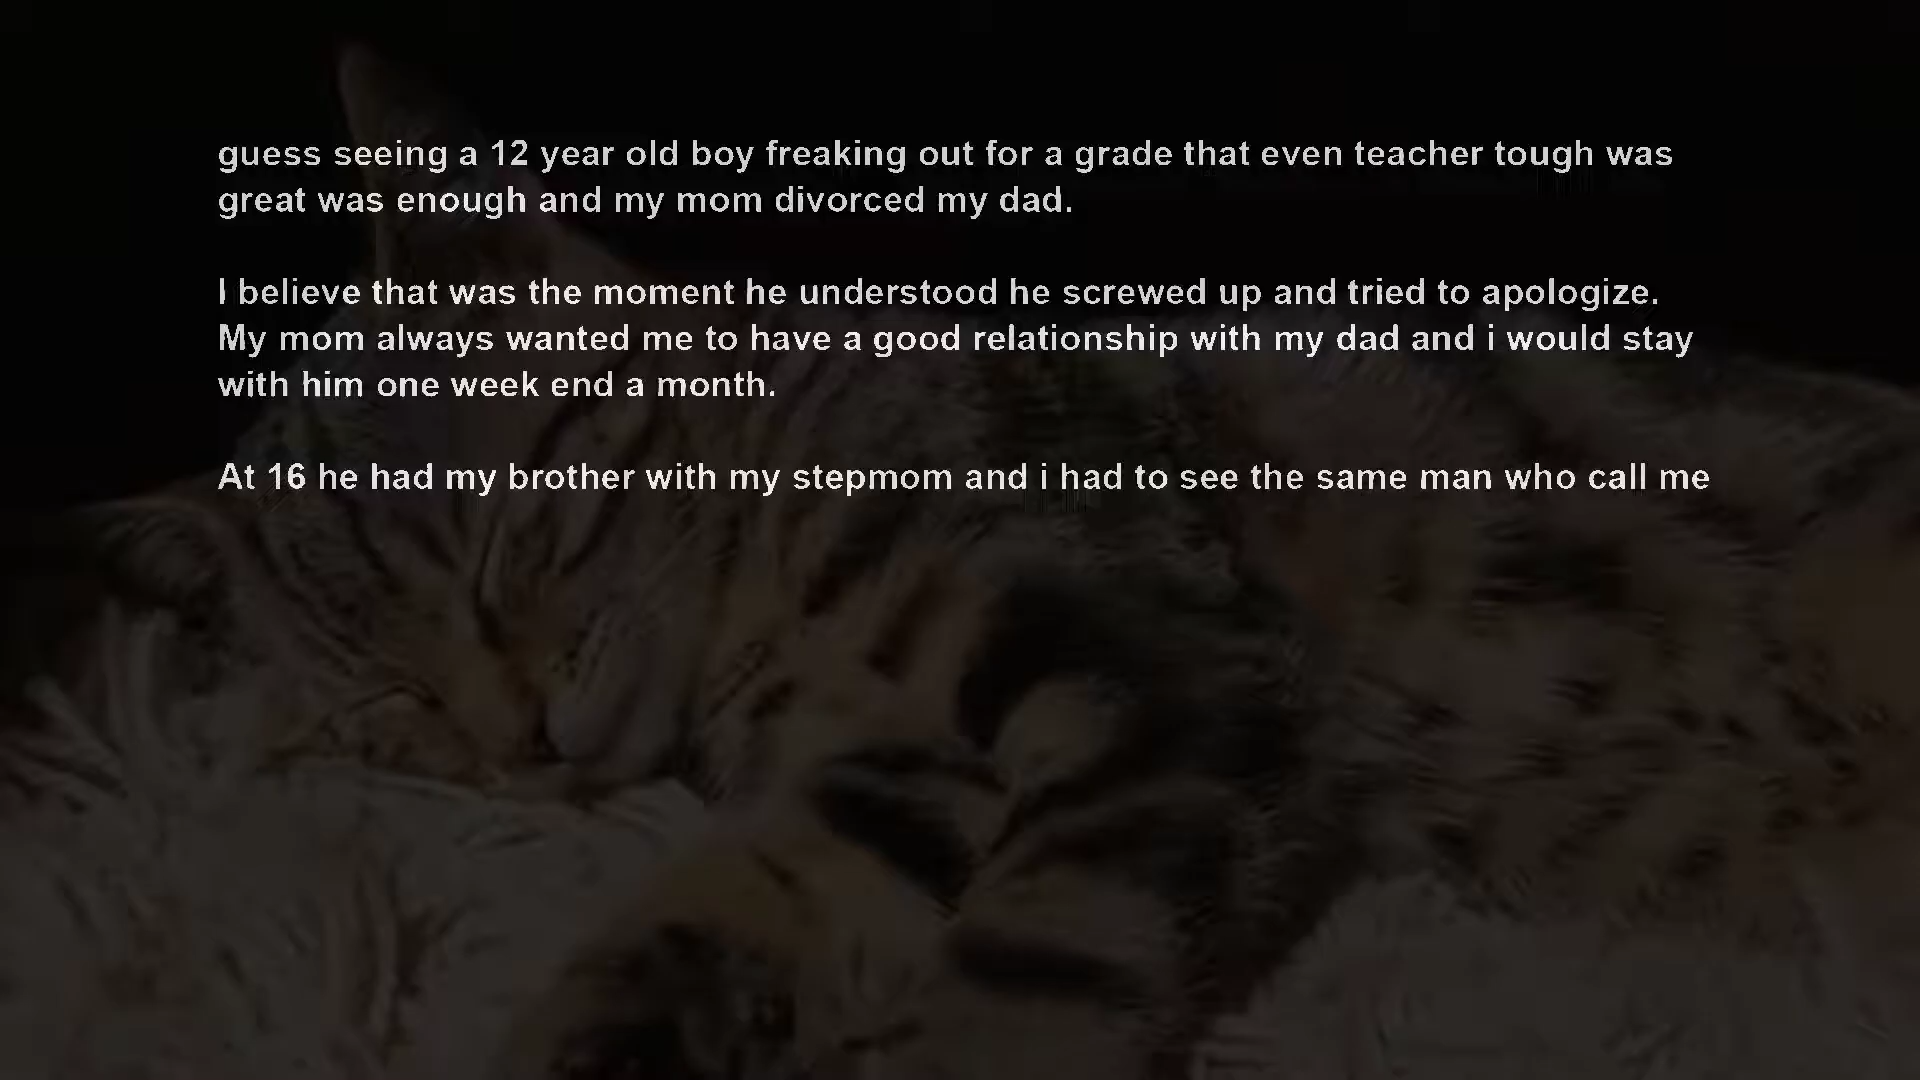 guess seeing a 12 year old boy freaking out for a grade that even teacher tough was
great was enough and my mom divorced my dad.
I believe that was the moment he understood he screwed up and tried to apologize.
My mom always wanted me to have a good relationship with my dad and i would stay
with him one week end a month.
At 16 he had my brother with my stepmom and i had to see the same man who call me